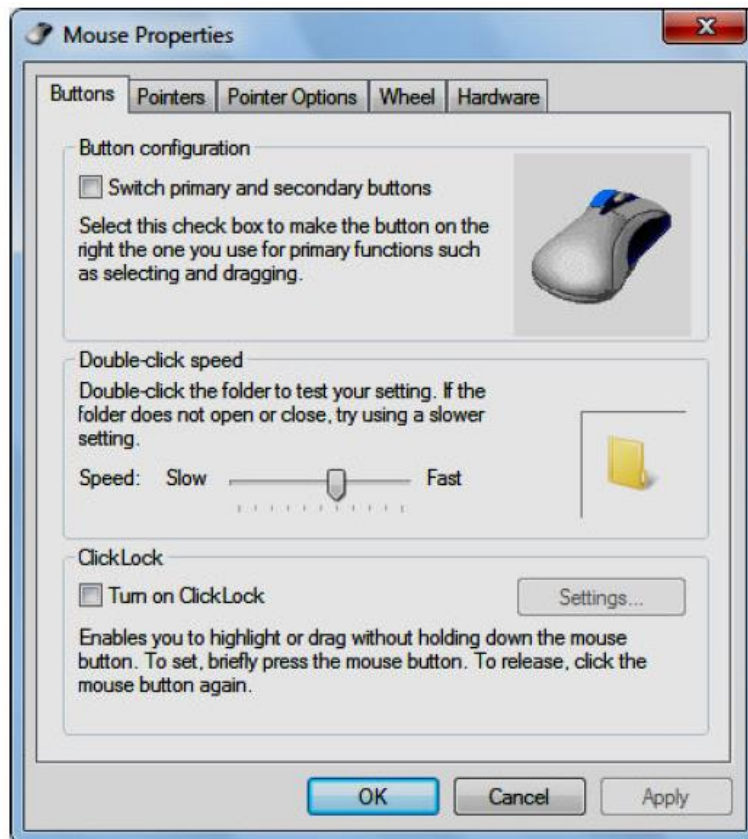 Mouse Properties
Buttons Pointers Pointer Options Wheel Hardware
Button configuration
Switch primary and secondary buttons
Select this check box to make the button on the
right the one you use for primary functions such
as selecting and dragging.
Double-click speed
Double-click the folder to test your setting. If the
folder does not open or close, try using a slower
setting.
Speed: Slow Fast
ClickLock
Turn on ClickLock
Settings...
Enables you to highlight or drag without holding down the mouse
button. To set, briefly press the mouse button. To release, click the
mouse button again.
OK Cancel Apply